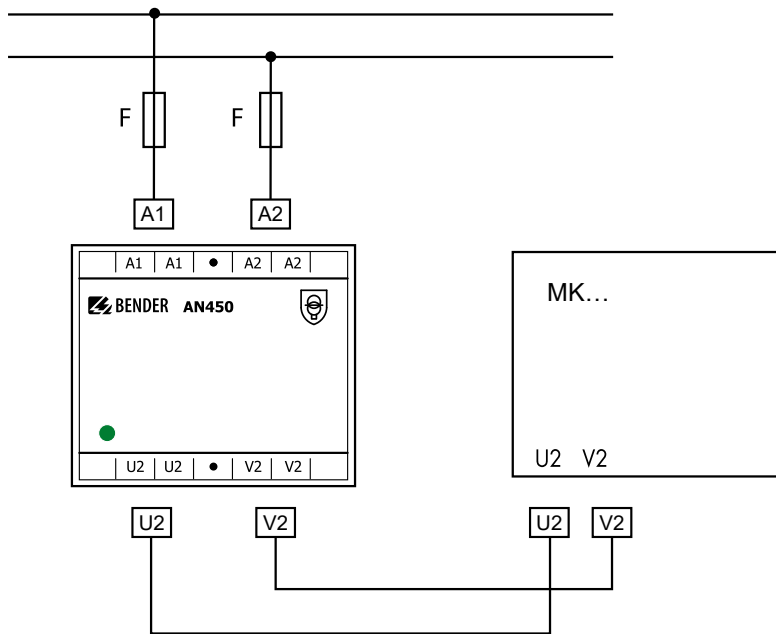 F F
A1 A2
A1 A1 A2 A2
BENDER AN450
MK...
U2 U2 V2 V2
U2 V2
U2 V2
U2 V2